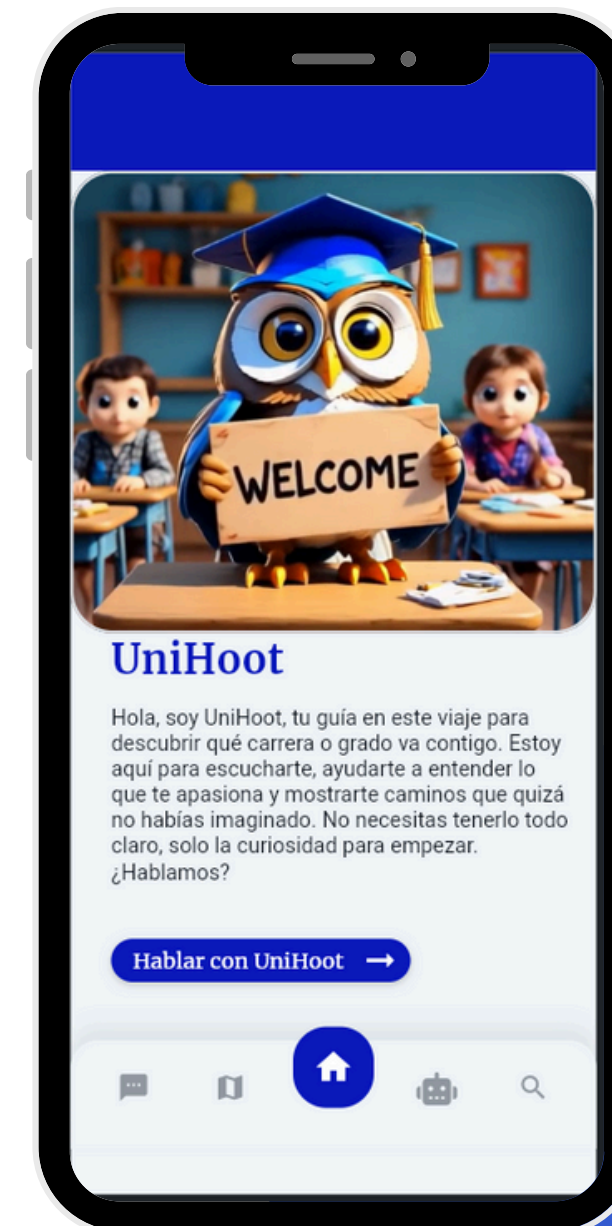 WELCOME
UniHoot
Hola, soy UniHoot, tu guía en este viaje para
descubrir qué carrera o grado va contigo. Estoy
aquí para escucharte, ayudarte a entender lo
que te apasiona y mostrarte caminos que quizá
no habías imaginado. No necesitas tenerlo todo
claro, solo la curiosidad para empezar.
¿Hablamos?
Hablar con UniHoot